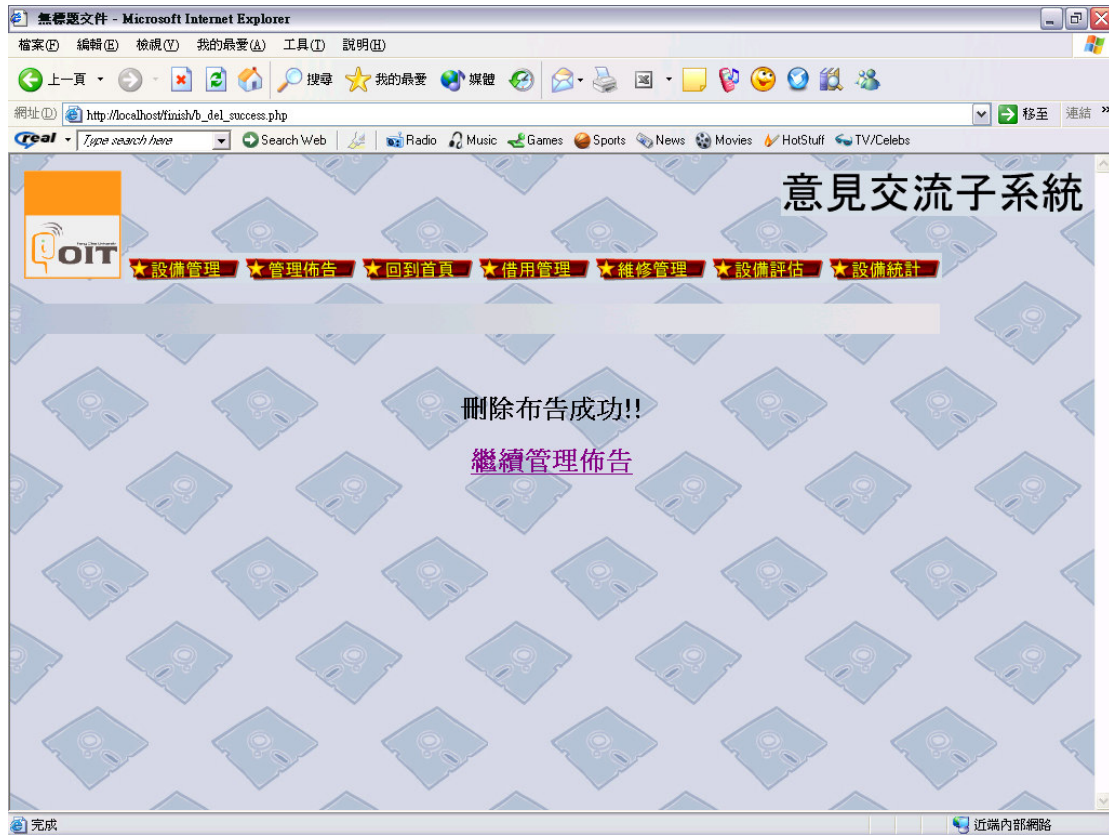 無標題文件 - Microsoft Internet Explorer
檔案(F) 編輯(E) 檢視(V) 我的最愛(A) 工具(T) 說明(H)
上一頁 搜尋 我的最愛 媒體
網址(D) http://localhost/finish/b_del_success.php 移至 連結 »
real Type search here Search Web Radio Music Games Sports News Movies HotStuff TV/Celebs
意見交流子系統
OIT
設備管理 管理佈告 回到首頁 借用管理 維修管理 設備評估 設備統計
刪除布告成功!!
繼續管理佈告
完成 近端內部網路